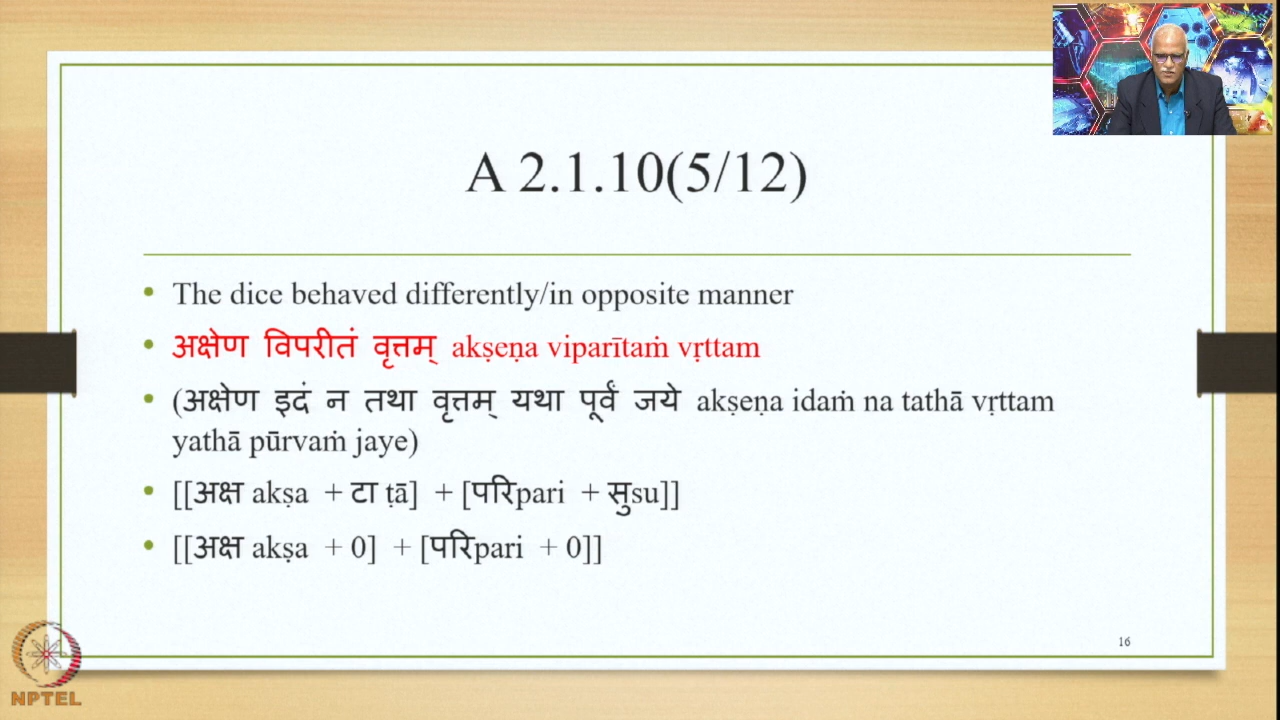 A 2.1.10(5/12)
The dice behaved differently/in opposite manner
अक्षेण विपरीतं वृत्तम् akṣeṇa viparītaṁ vṛttam
(अक्षेण इदं न तथा वृत्तम् यथा पूर्वं जये akṣeṇa idaṁ na tathā vṛttam
yathā pūrvaṁ jaye)
[[अक्ष akṣa + टा ṭā] + [परिpari + सुsu]]
[[अक्ष akṣa + 0] + [परिpari + 0]]
16
NPTEL